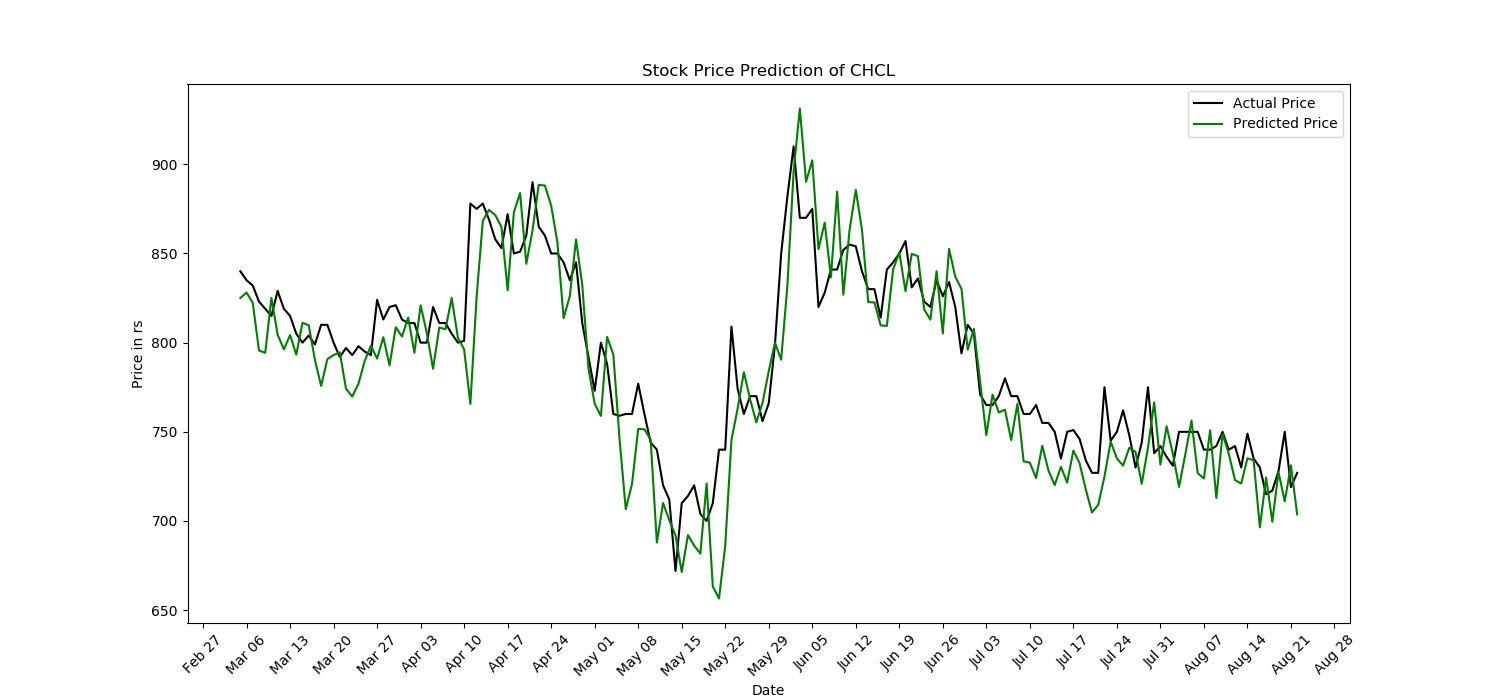 Stock Price Prediction of CHCL
Actual Price
Predicted Price
Price in rs
900
850
800
750
700
650
Feb 27
Mar 06
Mar 13
Mar 20
Mar 27
Apr 03
Apr 10
Apr 17
Apr 24
May 01
May 08
May 15
May 22
May 29
Jun 05
Jun 12
Jun 19
Jun 26
Jul 03
Jul 10
Jul 17
Jul 24
Jul 31
Aug 07
Aug 14
Aug 21
Aug 28
Date